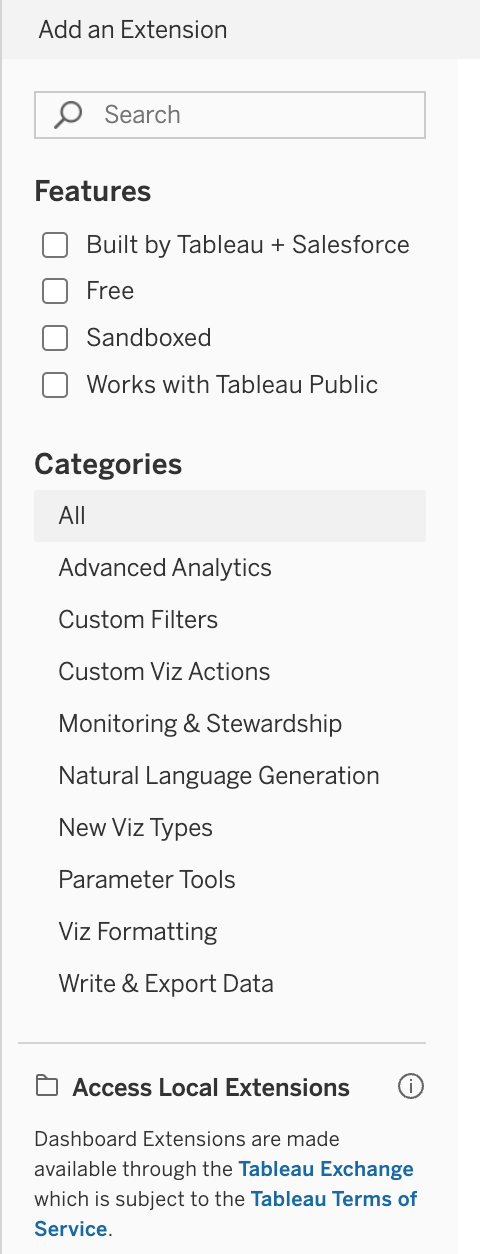 Add an Extension
Search
Features
Built by Tableau + Salesforce
Free
Sandboxed
Works with Tableau Public
Categories
All
Advanced Analytics
Custom Filters
Custom Viz Actions
Monitoring & Stewardship
Natural Language Generation
New Viz Types
Parameter Tools
Viz Formatting
Write & Export Data
Access Local Extensions
Dashboard Extensions are made
available through the Tableau Exchange
which is subject to the Tableau Terms of
Service.